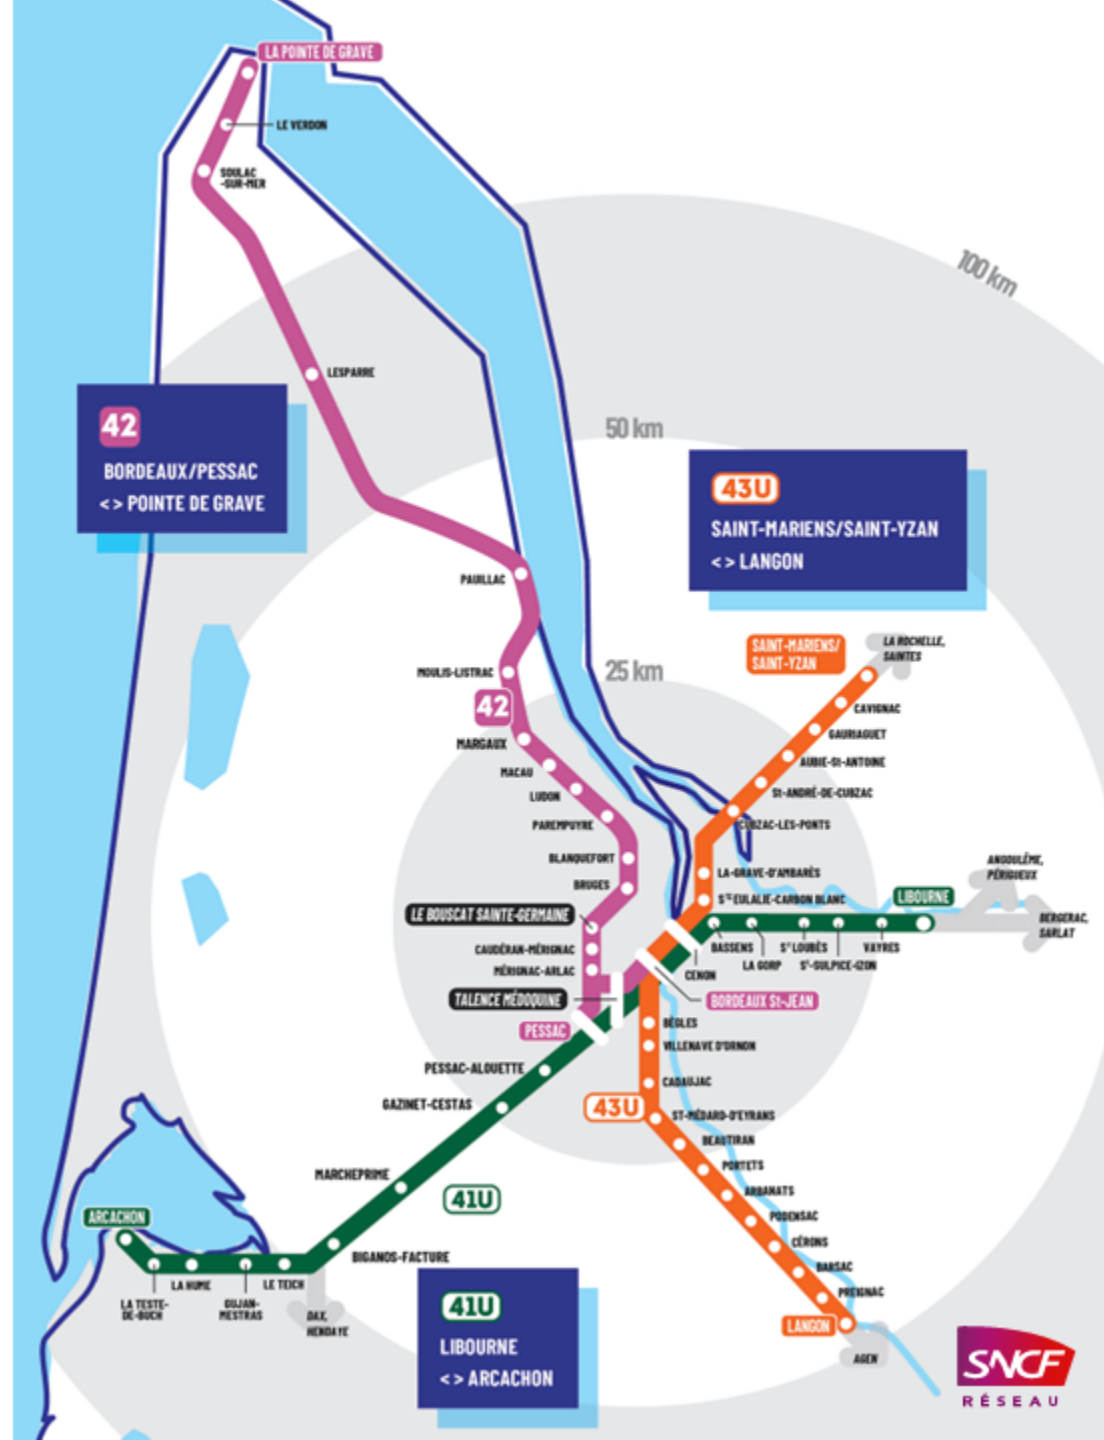 LA POINTE DE GRAVE
LE VERDON
SOULAC
-SUR-MER
100 km
LESPARRE
42
BORDEAUX/PESSAC
<> POINTE DE GRAVE
50 km
43U
SAINT-MARIENS/SAINT-YZAN
<> LANGON
PAUILLAC
25 km
MOULIS-LISTRAC
42
MARGAUX
MACAU
LUDON
PAREMPUYRE
BLANQUEFORT
BRUGES
LE BOUSCAT SAINTE-GERMAINE
CAUDÉRAN-MÉRIGNAC
MÉRIGNAC-ARLAC
TALENCE MÉDOQUINE
PESSAC
SAINT-MARIENS/
SAINT-YZAN
LA ROCHELLE,
SAINTES
CAVIGNAC
GAURIAGUET
AUBIE-St-ANTOINE
St-ANDRÉ-DE-CUBZAC
CUBZAC-LES-PONTS
LA-GRAVE-D'AMBARÈS
STE EULALIE-CARBON BLANC
LIBOURNE
ANGOULÊME,
PÉRIGUEUX
BERGERAC,
SARLAT
BASSENS
LA GORP
ST LOUBÈS
ST-SULPICE-IZON
VAYRES
CENON
BORDEAUX St-JEAN
BÈGLES
VILLENAVE D'ORNON
CADAUJAC
43U
ST-MÉDARD-D'EYRANS
BEAUTIRAN
PORTETS
ARBANATS
PODENSAC
CÉRONS
BARSAC
PREIGNAC
LANGON
AGEN
PESSAC-ALOUETTE
GAZINET-CESTAS
MARCHEPRIME
41U
BIGANOS-FACTURE
ARCACHON
LA TESTE-
DE-BUCH
LA HUME
GUJAN-
MESTRAS
LE TEICH
DAX,
HENDAYE
41U
LIBOURNE
<> ARCACHON
SNCF
RÉSEAU